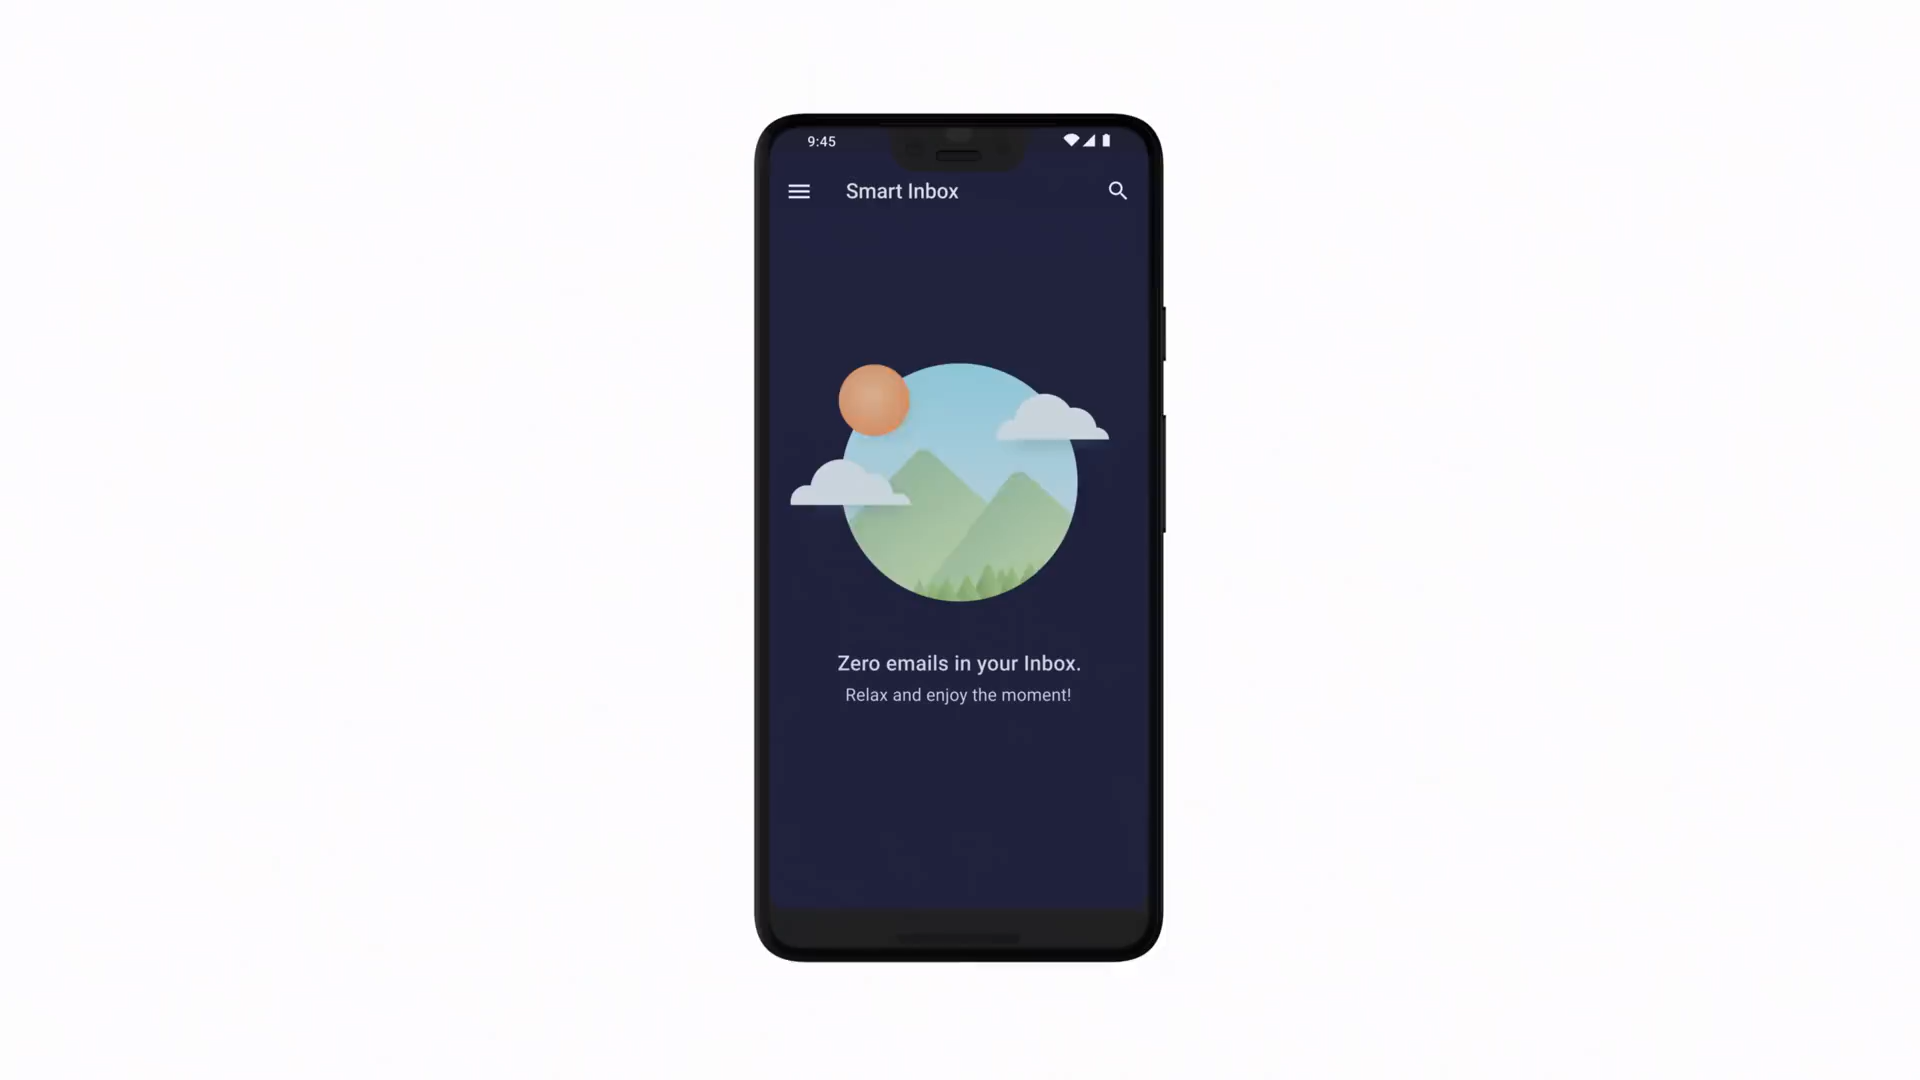 9:45
Smart Inbox
Zero emails in your Inbox.
Relax and enjoy the moment!